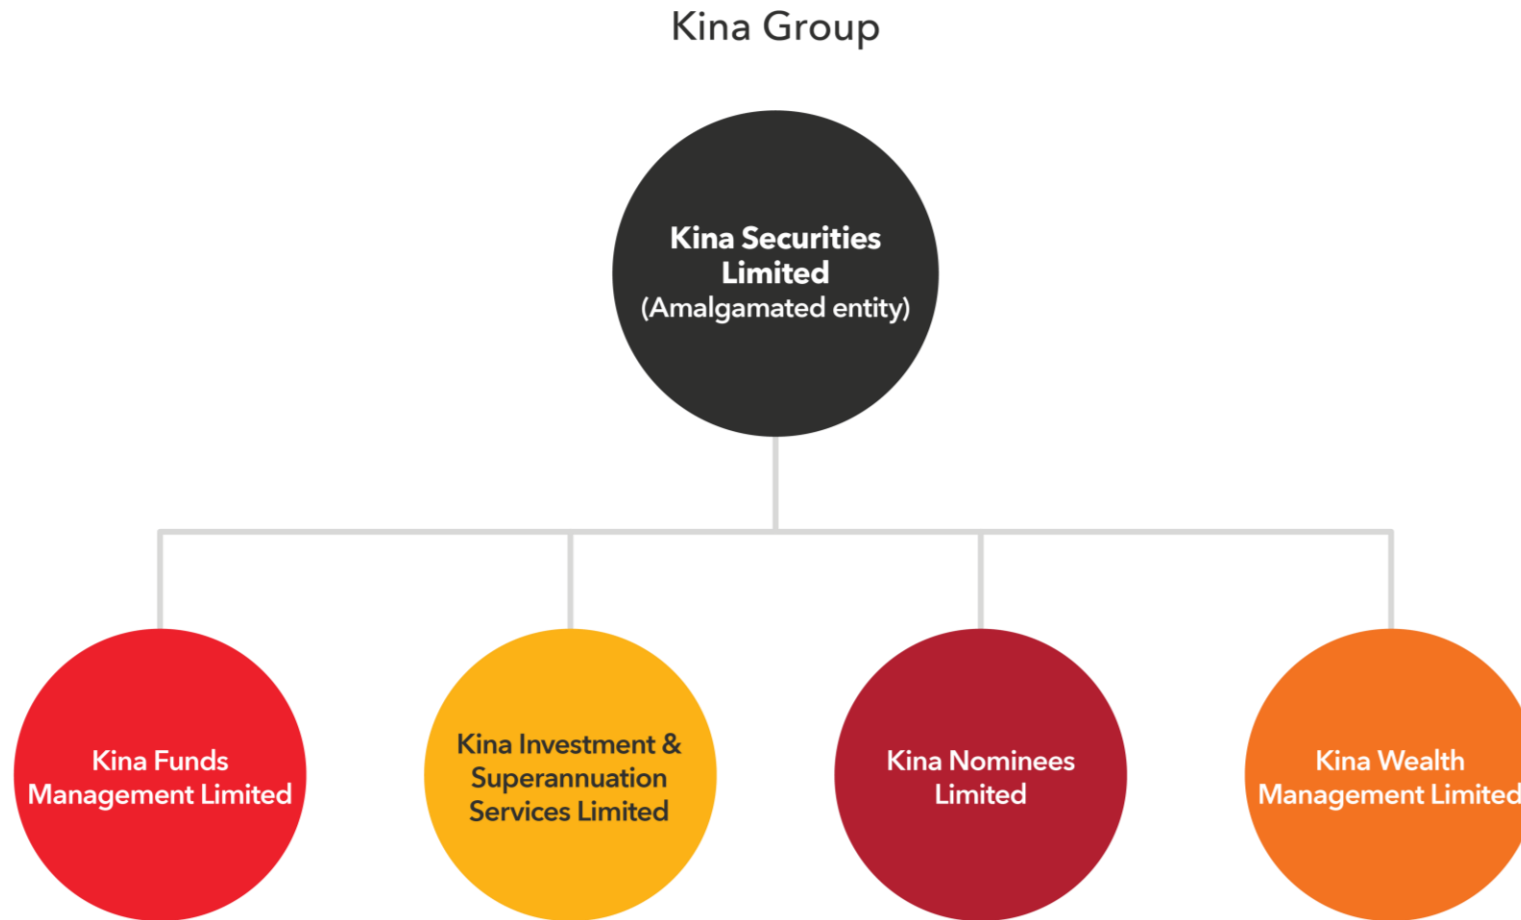 Kina Group
Kina Securities
Limited
(Amalgamated entity)
Kina Funds
Management Limited
Kina Investment &
Superannuation
Services Limited
Kina Nominees
Limited
Kina Wealth
Management Limited